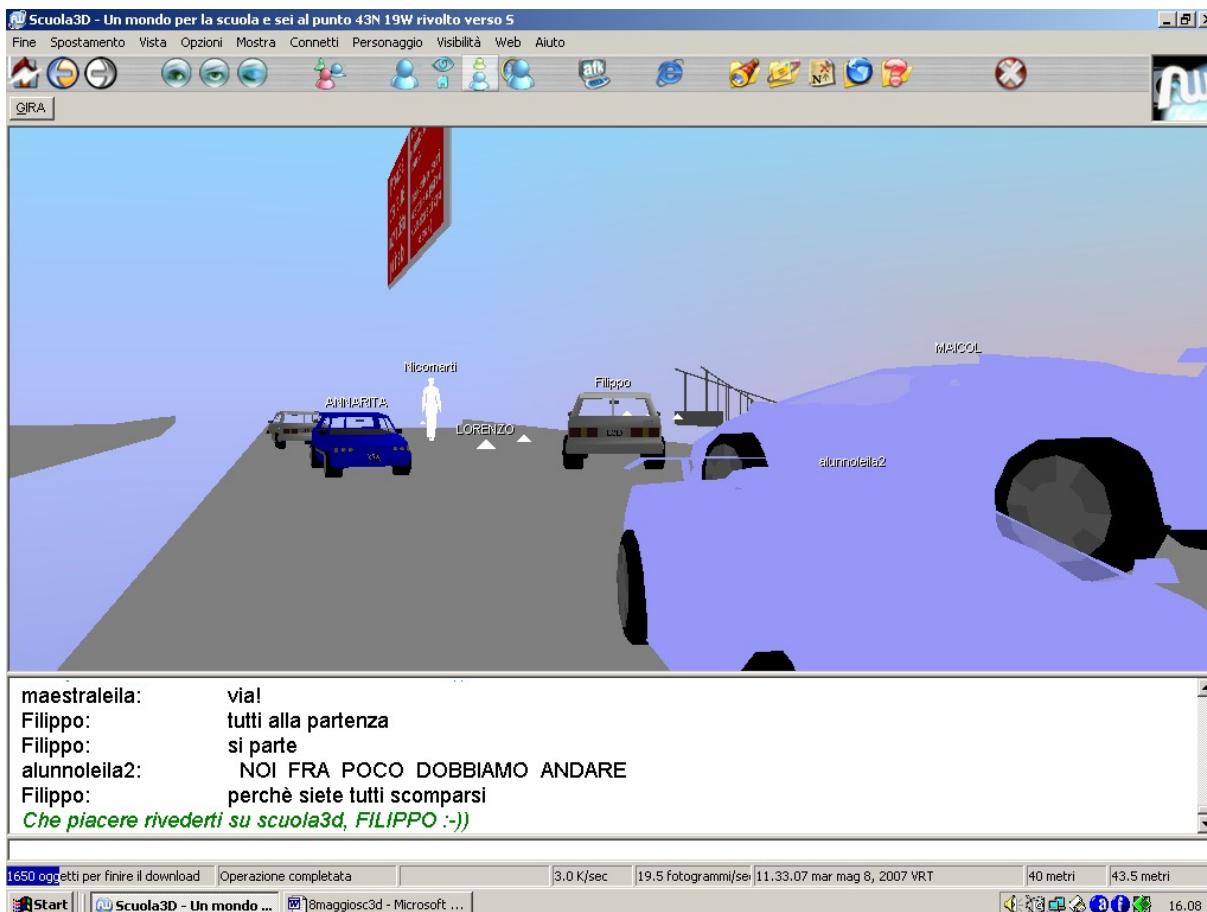 Scuola3D - Un mondo per la scuola e sei al punto 43N 19W rivolto verso S
Fine Spostamento Vista Opzioni Mostra Connetti Personaggio Visibilità Web Aiuto
afk
GIRA
MAICOL
Nicomarti
Filippo
ANNARITA
LORENZO
alunnoleila2
maestraleila: via!
Filippo: tutti alla partenza
Filippo: si parte
alunnoleila2: NOI FRA POCO DOBBIAMO ANDARE
Filippo: perchè siete tutti scomparsi
Che piacere rivederti su scuola3d, FILIPPO :-))
1650 oggetti per finire il download Operazione completata 3.0 K/sec 19.5 fotogrammi/se 11.33.07 mar mag 8, 2007 VRT 40 metri 43.5 metri
Start Scuola3D - Un mondo ... 8maggiosc3d - Microsoft ... 16.08